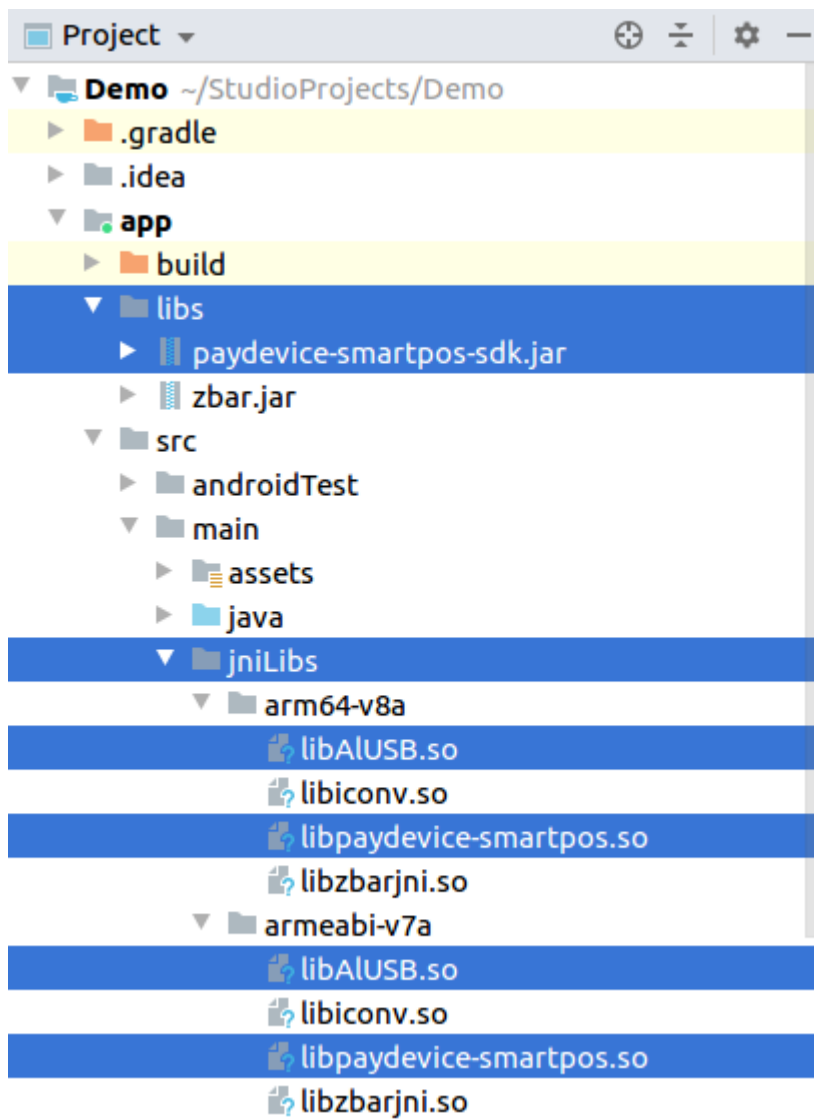 Project
Demo ~/StudioProjects/Demo
.gradle
.idea
app
build
libs
paydevice-smartpos-sdk.jar
zbar.jar
src
androidTest
main
assets
java
jniLibs
arm64-v8a
libAlUSB.so
libiconv.so
libpaydevice-smartpos.so
libzbarjni.so
armeabi-v7a
libAlUSB.so
libiconv.so
libpaydevice-smartpos.so
libzbarjni.so